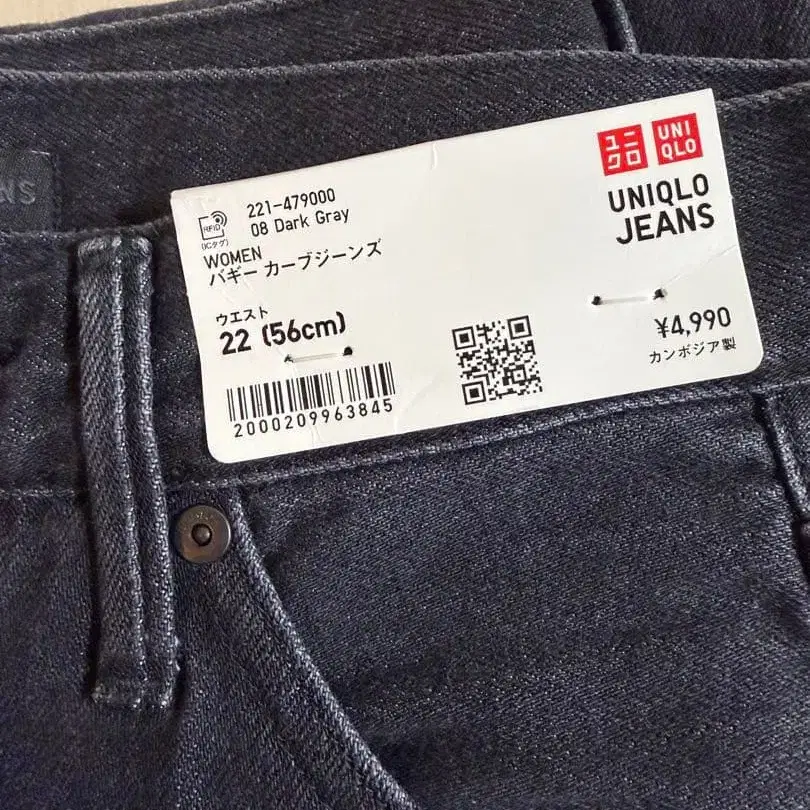 ユニ
クロ
UNI
QLO
UNIQLO
JEANS
221-479000
08 Dark Gray
RFID
(ICタグ)
WOMEN
バギー カーブジーンズ
ウエスト
22 (56cm)
2000209963845
¥4,990
カンボジア製